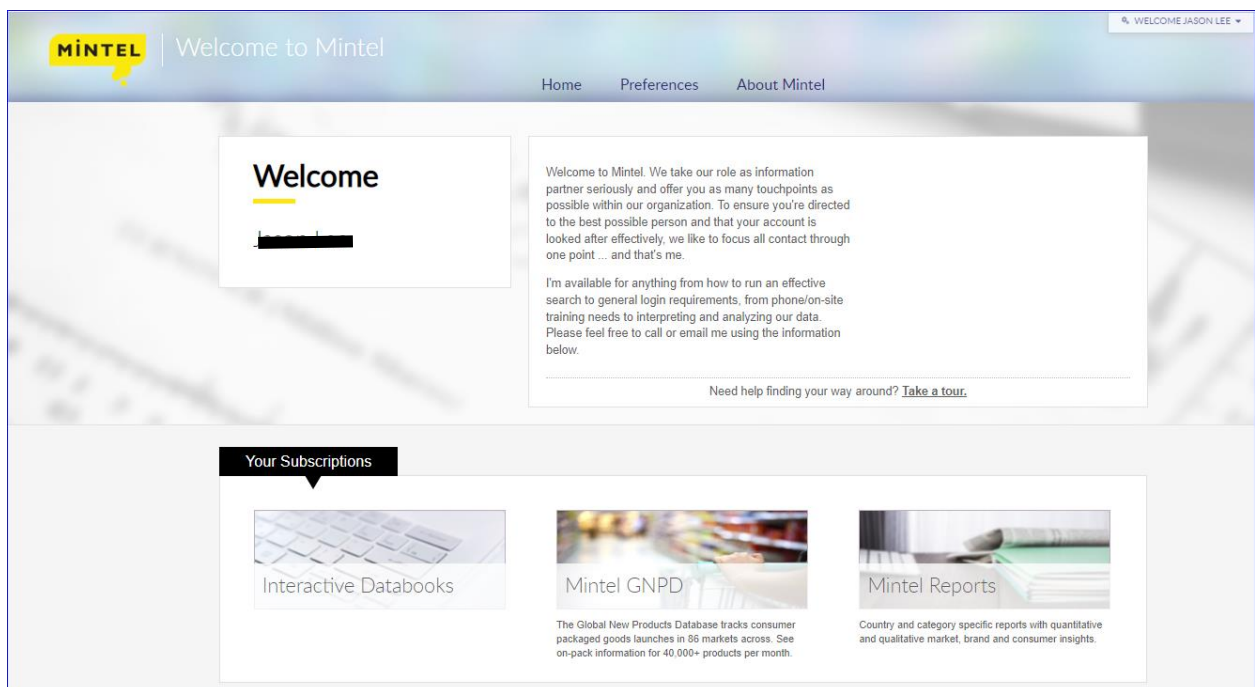 WELCOME JASON LEE
MINTEL
Welcome to Mintel
Home Preferences About Mintel
Welcome
Welcome to Mintel. We take our role as information
partner seriously and offer you as many touchpoints as
possible within our organization. To ensure you're directed
to the best possible person and that your account is
looked after effectively, we like to focus all contact through
one point ... and that's me.
I'm available for anything from how to run an effective
search to general login requirements, from phone/on-site
training needs to interpreting and analyzing our data.
Please feel free to call or email me using the information
below.
Need help finding your way around? Take a tour.
Your Subscriptions
Interactive Databooks
Mintel GNPD
The Global New Products Database tracks consumer
packaged goods launches in 86 markets across. See
on-pack information for 40,000+ products per month.
Mintel Reports
Country and category specific reports with quantitative
and qualitative market, brand and consumer insights.